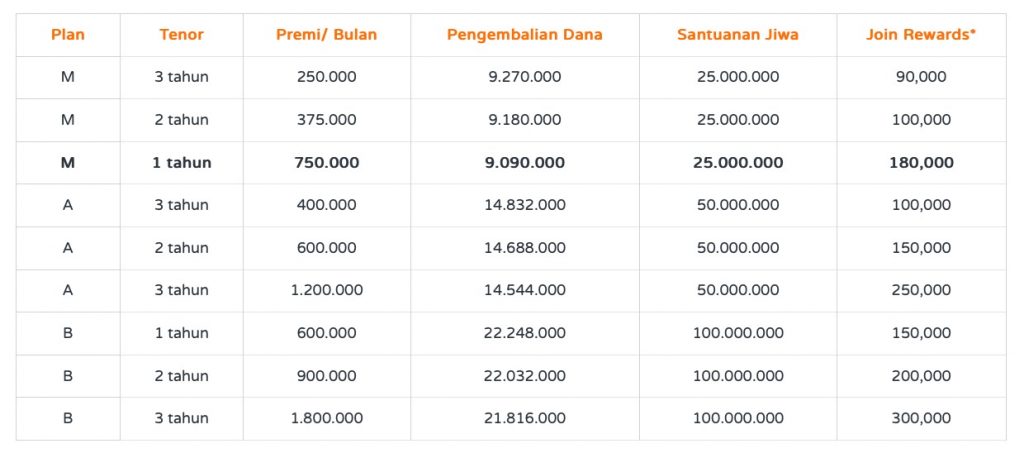 Plan Tenor Premi/ Bulan Pengembalian Dana Santuanan Jiwa Join Rewards*
M 3 tahun 250.000 9.270.000 25.000.000 90,000
M 2 tahun 375.000 9.180.000 25.000.000 100,000
M 1 tahun 750.000 9.090.000 25.000.000 180,000
A 3 tahun 400.000 14.832.000 50.000.000 100,000
A 2 tahun 600.000 14.688.000 50.000.000 150,000
A 3 tahun 1.200.000 14.544.000 50.000.000 250,000
B 1 tahun 600.000 22.248.000 100.000.000 150,000
B 2 tahun 900.000 22.032.000 100.000.000 200,000
B 3 tahun 1.800.000 21.816.000 100.000.000 300,000